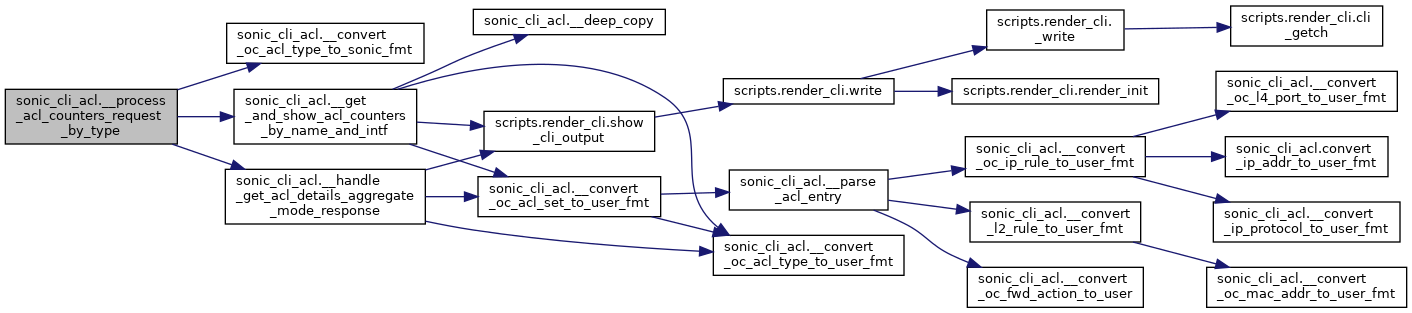 sonic_cli_acl.__process
_acl_counters_request
_by_type
sonic_cli_acl.__convert
_oc_acl_type_to_sonic_fmt
sonic_cli_acl.__get
_and_show_acl_counters
_by_name_and_intf
sonic_cli_acl.__handle
_get_acl_details_aggregate
_mode_response
sonic_cli_acl.__deep_copy
scripts.render_cli.show
_cli_output
sonic_cli_acl.__convert
_oc_acl_set_to_user_fmt
scripts.render_cli.write
sonic_cli_acl.__parse
_acl_entry
sonic_cli_acl.__convert
_oc_acl_type_to_user_fmt
scripts.render_cli.
_write
scripts.render_cli.render_init
sonic_cli_acl.__convert
_oc_ip_rule_to_user_fmt
sonic_cli_acl.__convert
_l2_rule_to_user_fmt
sonic_cli_acl.__convert
_oc_fwd_action_to_user
scripts.render_cli.cli
_getch
sonic_cli_acl.__convert
_oc_l4_port_to_user_fmt
sonic_cli_acl.convert
_ip_addr_to_user_fmt
sonic_cli_acl.__convert
_ip_protocol_to_user_fmt
sonic_cli_acl.__convert
_oc_mac_addr_to_user_fmt